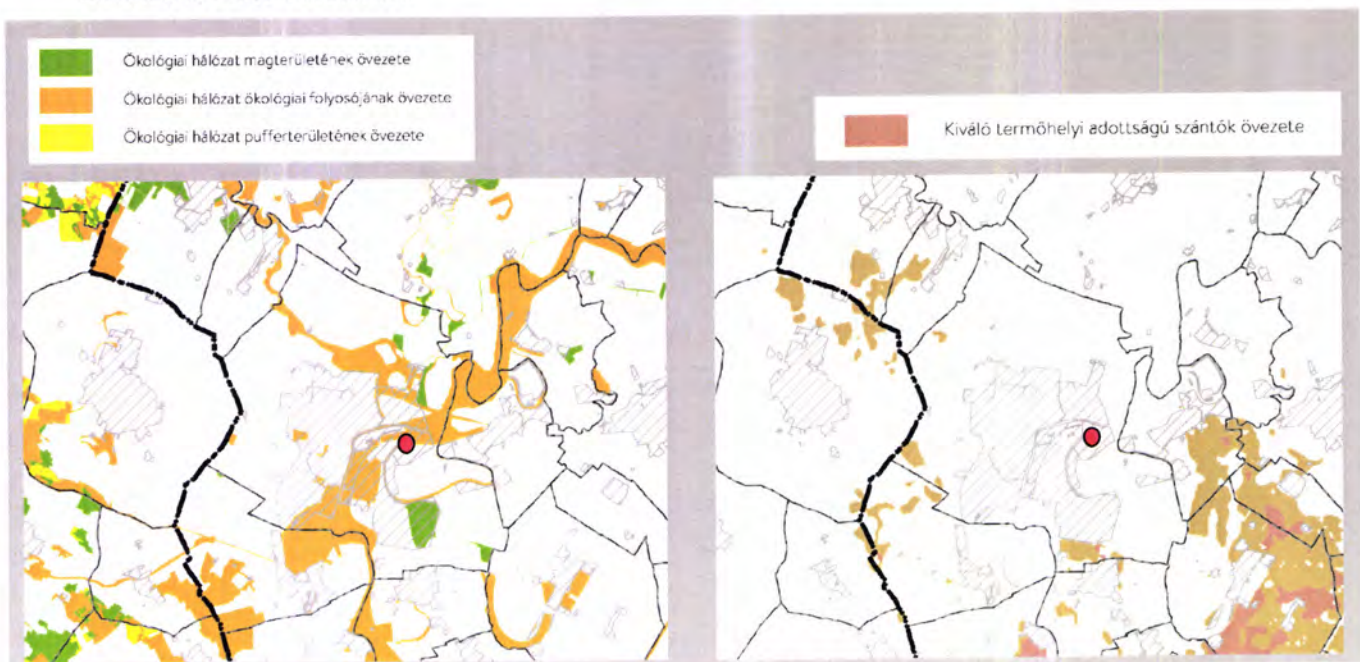 Ökológiai hálózat magterületének övezete
Ökológiai hálózat ökológiai folyosójának övezete
Ökológiai hálózat pufferterületének övezete
Kiváló termőhelyi adottságú szántók övezete